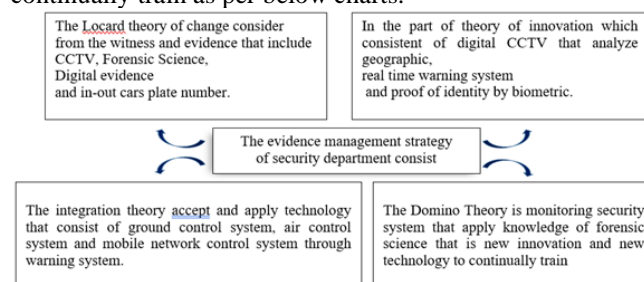 The Locard theory of change consider
from the witness and evidence that include
CCTV, Forensic Science,
Digital evidence
and in-out cars plate number.
In the part of theory of innovation which
consistent of digital CCTV that analyze
geographic,
real time warning system
and proof of identity by biometric.
The evidence management strategy
of security department consist
The integration theory accept and apply technology
that consist of ground control system, air control
system and mobile network control system through
warning system.
The Domino Theory is monitoring security
system that apply knowledge of forensic
science that is new innovation and new
technology to continually train